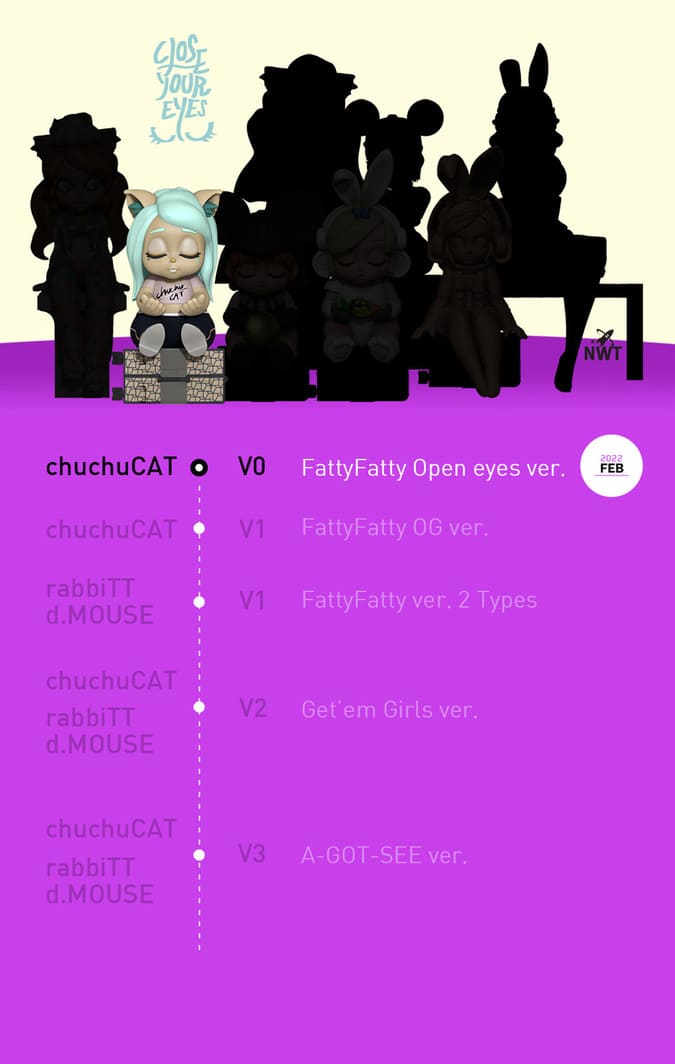 CLOSE
YOUR
EYES
chuchu
CAT
NWT
chuchuCAT V0 FattyFatty Open eyes ver. 2022
FEB
chuchuCAT V1 FattyFatty OG ver.
rabbiTT
d.MOUSE V1 FattyFatty ver. 2 Types
chuchuCAT
rabbiTT V2 Get'em Girls ver.
d.MOUSE
chuchuCAT
rabbiTT V3 A-GOT-SEE ver.
d.MOUSE